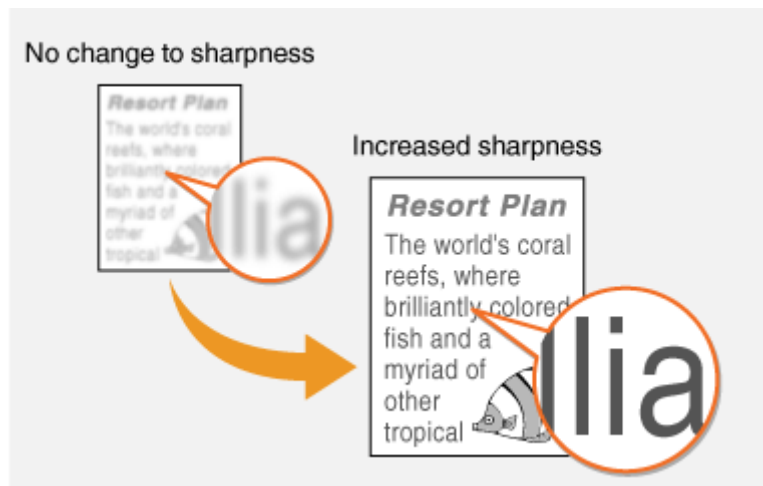 No change to sharpness
Resort Plan
The world's coral
reefs, where
brilliantly colored
fish and a
myriad of
other
tropical
lia
Increased sharpness
Resort Plan
The world's coral
reefs, where
brilliantly colored
fish and a
myriad of
other
tropical
llia